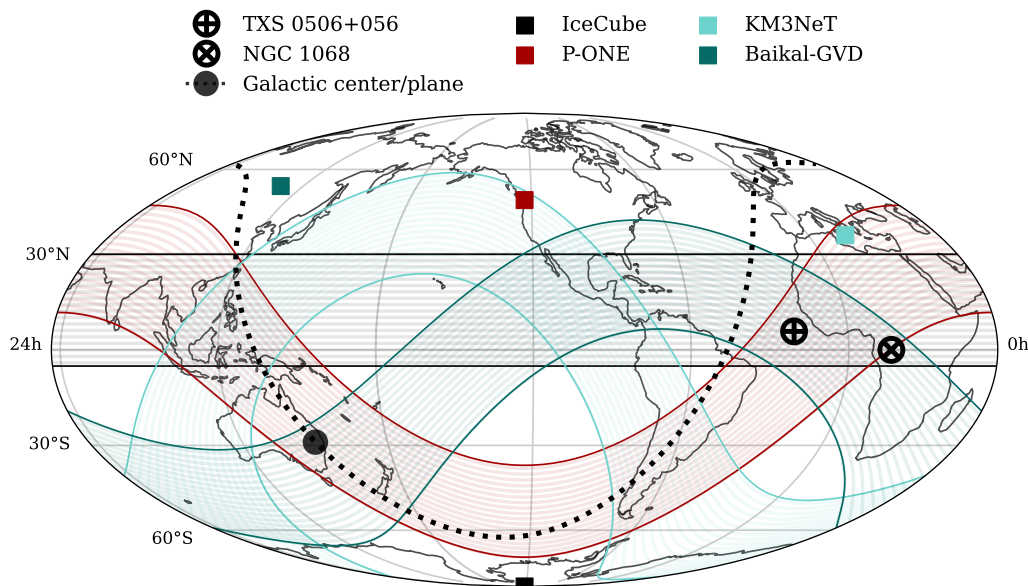 TXS 0506+056
NGC 1068
Galactic center/plane
IceCube
P-ONE
KM3NeT
Baikal-GVD
60°N
30°N
24h
0h
30°S
60°S